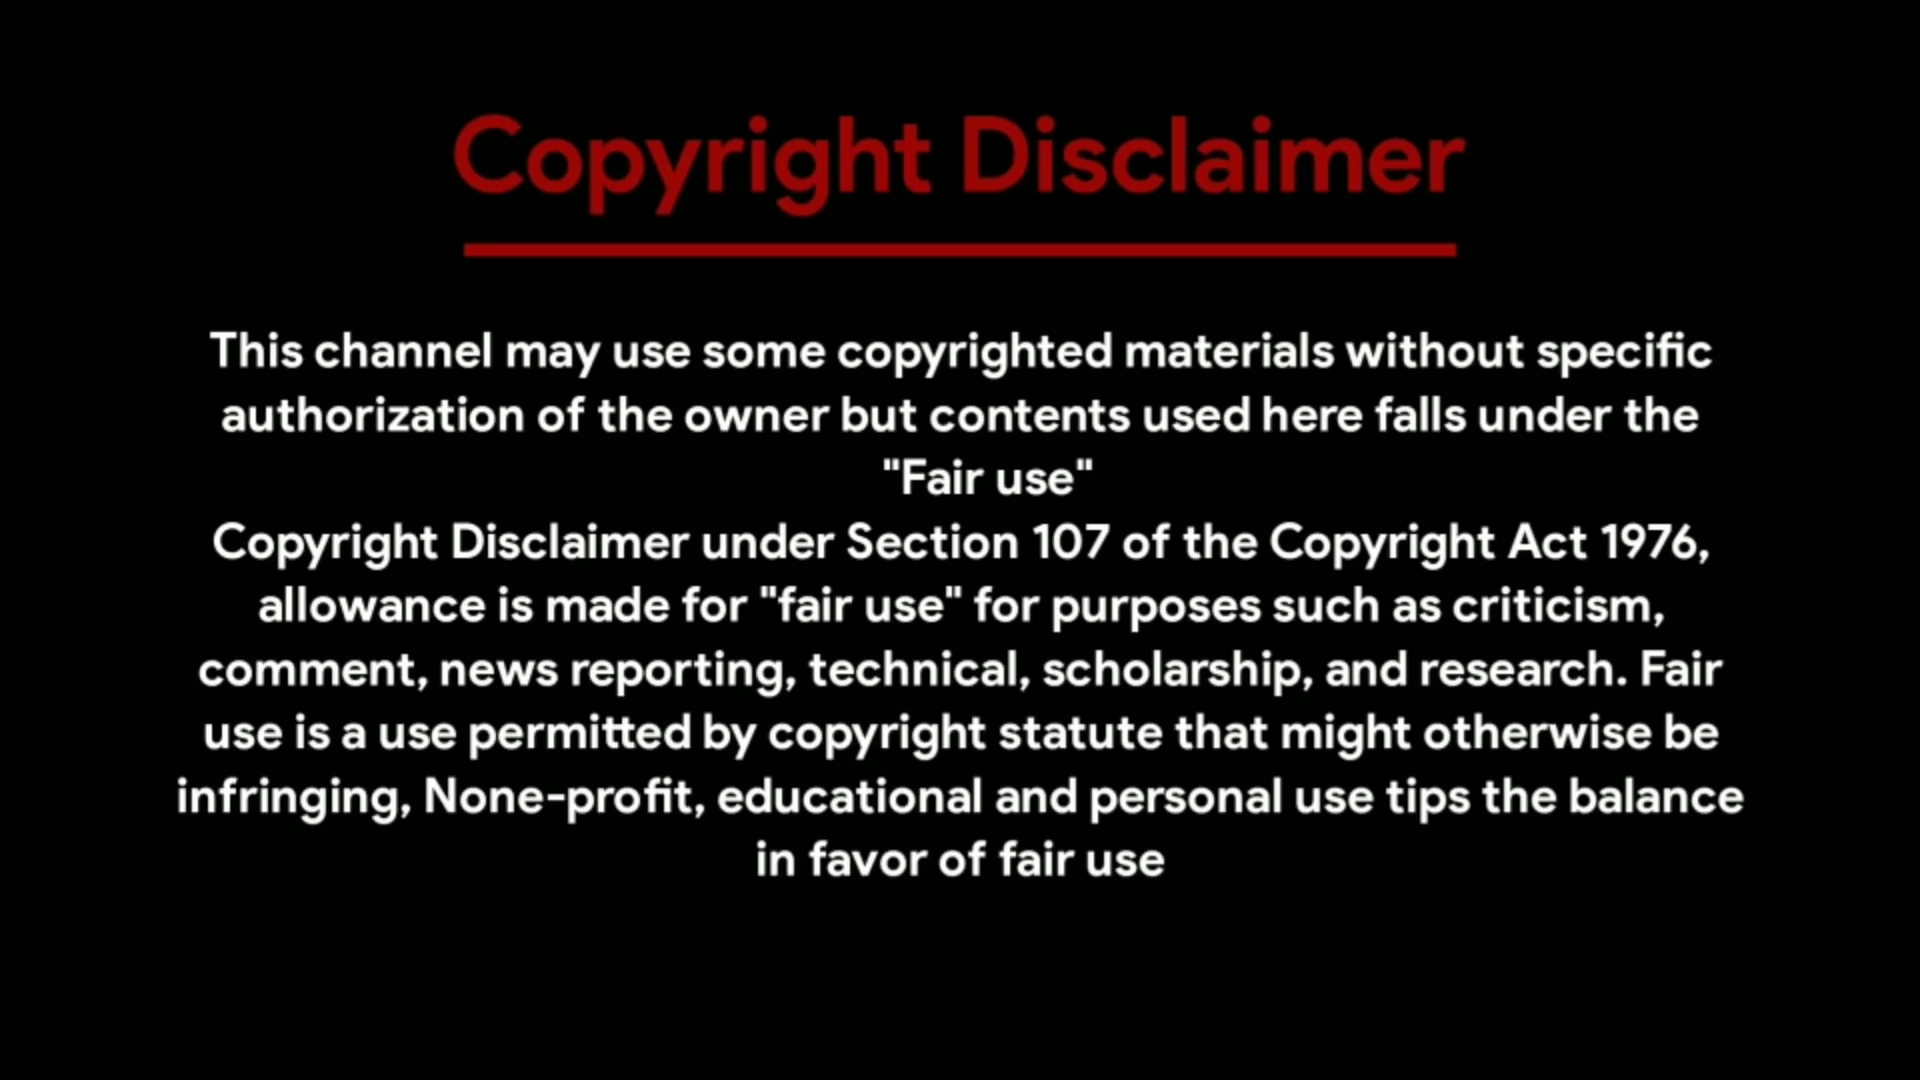 Copyright Disclaimer
This channel may use some copyrighted materials without specific
authorization of the owner but contents used here falls under the
"Fair use"
Copyright Disclaimer under Section 107 of the Copyright Act 1976,
allowance is made for "fair use" for purposes such as criticism,
comment, news reporting, technical, scholarship, and research. Fair
use is a use permitted by copyright statute that might otherwise be
infringing, None-profit, educational and personal use tips the balance
in favor of fair use